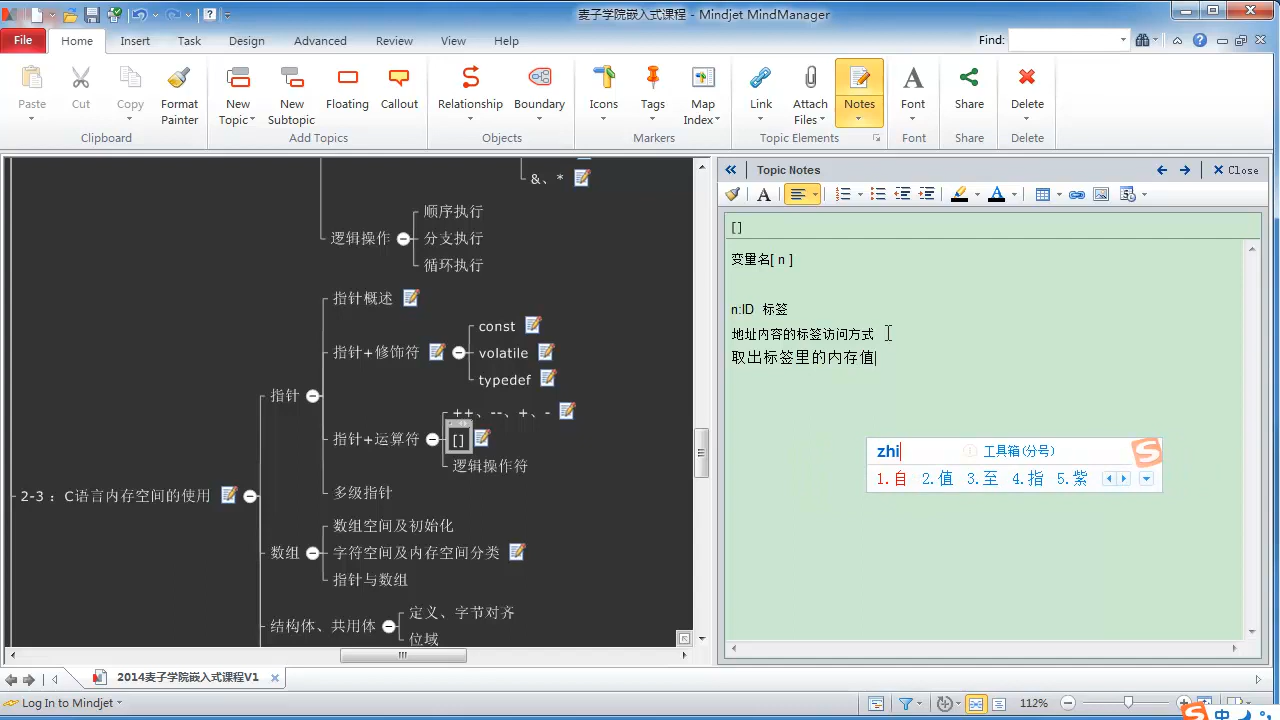 麦子学院嵌入式课程 - Mindjet MindManager
File Home Insert Task Design Advanced Review View Help Find:
Paste Cut Copy Format Painter New Topic New Subtopic Floating Callout Relationship Boundary Icons Tags Map Index Link Attach Files Notes Font Share Delete
Clipboard Add Topics Objects Markers Topic Elements Font Share Delete
&、*
顺序执行
逻辑操作
分支执行
循环执行
指针概述
const
指针+修饰符
volatile
typedef
指针
++、--、+、-
指针+运算符
[]
逻辑操作符
多级指针
2-3 : C语言内存空间的使用
数组空间及初始化
数组
字符空间及内存空间分类
指针与数组
定义、字节对齐
结构体、共用体
位域
Topic Notes Close
[]
变量名[ n ]
n:ID 标签
地址内容的标签访问方式
取出标签里的内存值
zhi 工具箱(分号)
1.自 2.值 3.至 4.指 5.紫
2014麦子学院嵌入式课程V1
Log In to Mindjet
112%
中